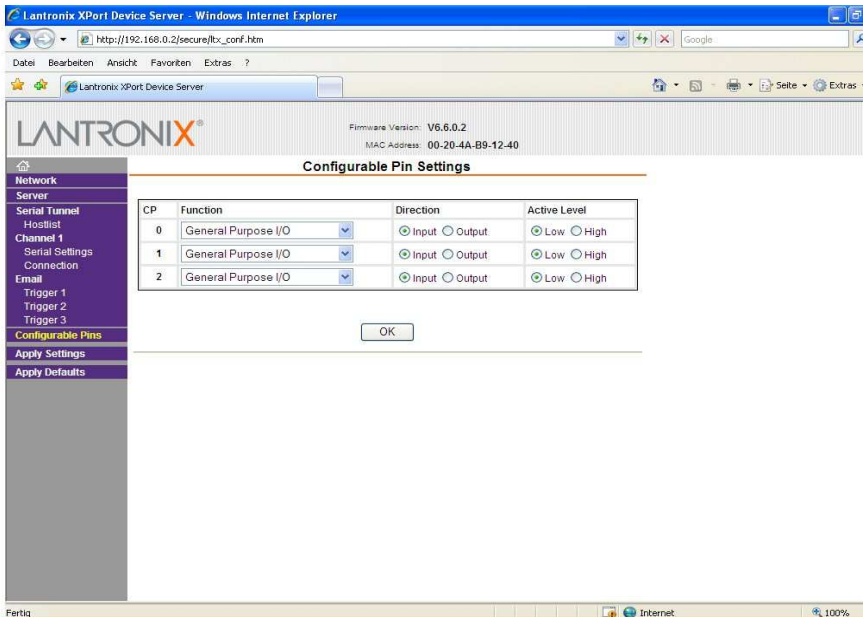 Lantronix XPort Device Server - Windows Internet Explorer
http://192.168.0.2/secure/ltx_conf.htm
Google
Datei Bearbeiten Ansicht Favoriten Extras ?
Lantronix XPort Device Server
Seite
Extras
LANTRONIX®
Firmware Version: V6.6.0.2
MAC Address: 00-20-4A-B9-12-40
Configurable Pin Settings
Network
Server
Serial Tunnel
Hostlist
Channel 1
Serial Settings
Connection
Email
Trigger 1
Trigger 2
Trigger 3
Configurable Pins
Apply Settings
Apply Defaults
CP Function Direction Active Level
0 General Purpose I/O Input Output Low High
1 General Purpose I/O Input Output Low High
2 General Purpose I/O Input Output Low High
OK
Fertig
Internet
100%